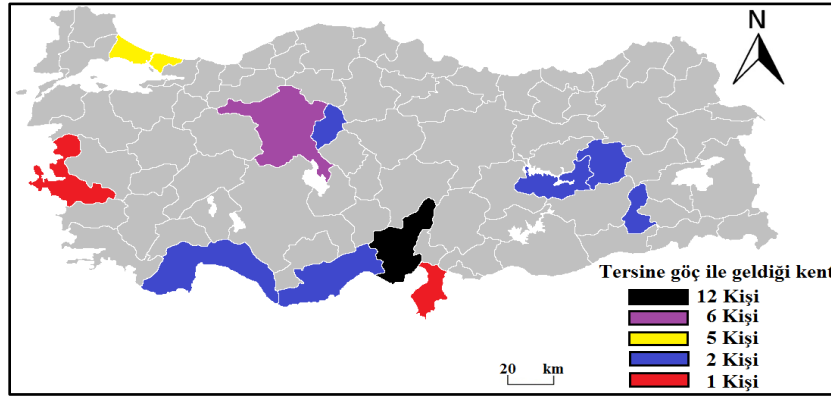 N
Tersine göç ile geldiği kent
12 Kişi
6 Kişi
5 Kişi
2 Kişi
1 Kişi
20 km